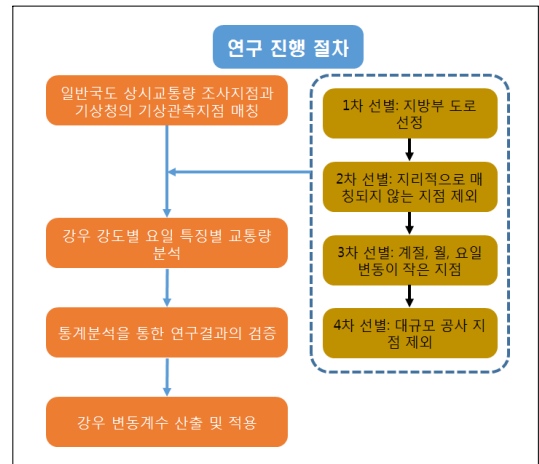 연구 진행 절차
일반국도 상시교통량 조사지점과
기상청의 기상관측지점 매칭
강우 강도별 요일 특징별 교통량
분석
통계분석을 통한 연구결과의 검증
강우 변동계수 산출 및 적용
1차 선별: 지방부 도로
선정
2차 선별: 지리적으로 매
칭되지 않는 지점 제외
3차 선별: 계절, 월, 요일
변동이 작은 지점
4차 선별: 대규모 공사 지
점 제외